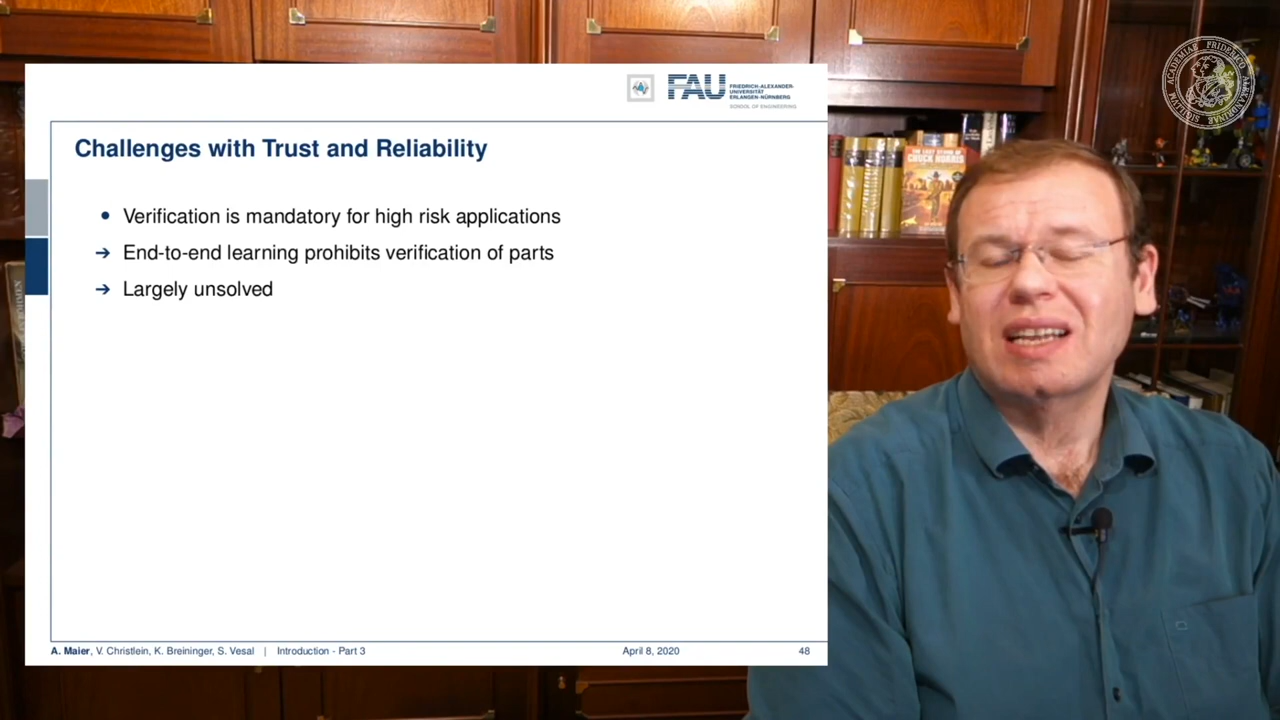 FAU
FRIEDRICH-ALEXANDER-
UNIVERSITÄT
ERLANGEN-NÜRNBERG
SCHOOL OF ENGINEERING
Challenges with Trust and Reliability
• Verification is mandatory for high risk applications
→ End-to-end learning prohibits verification of parts
→ Largely unsolved
A. Maier, V. Christlein, K. Breininger, S. Vesal | Introduction - Part 3 April 8, 2020 48
CHUCK NORRIS